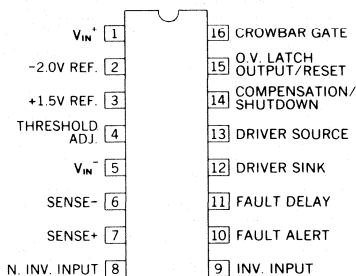 VIN+ 1
-2.0V REF. 2
+1.5V REF. 3
THRESHOLD
ADJ. 4
VIN- 5
SENSE- 6
SENSE+ 7
N. INV. INPUT 8
16 CROWBAR GATE
15 O.V. LATCH
OUTPUT/RESET
14 COMPENSATION/
SHUTDOWN
13 DRIVER SOURCE
12 DRIVER SINK
11 FAULT DELAY
10 FAULT ALERT
9 INV. INPUT